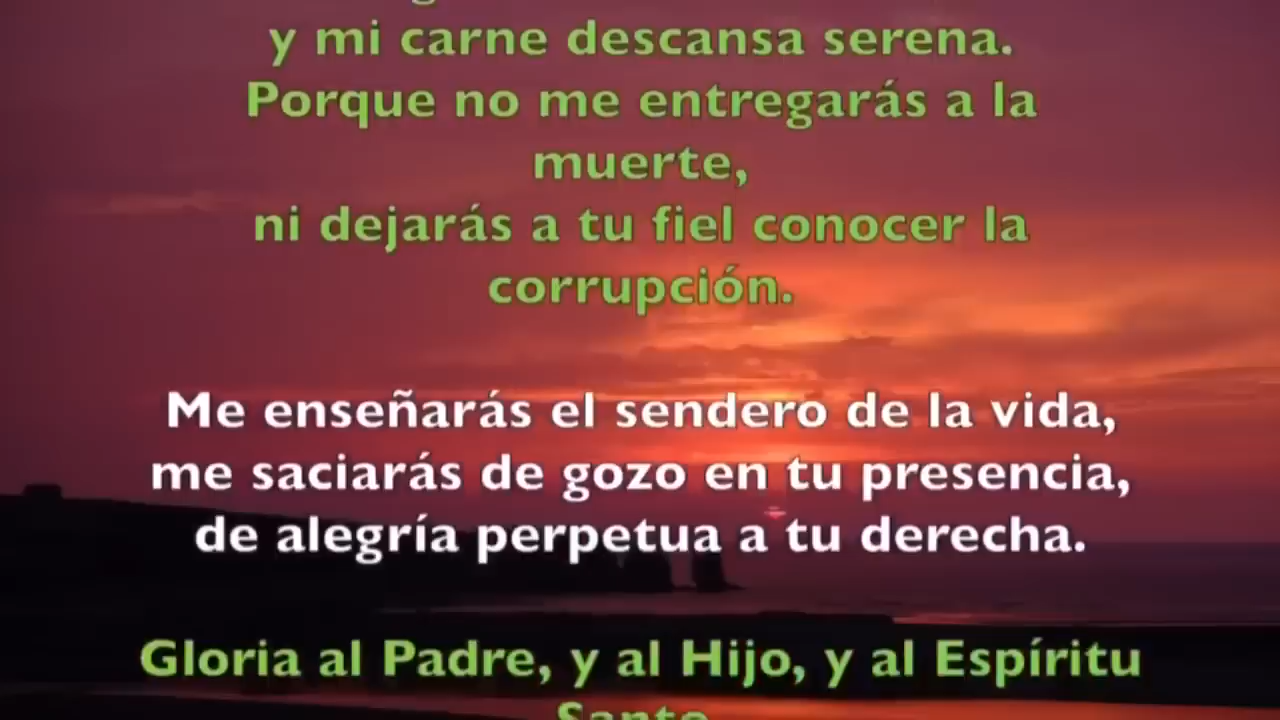 y mi carne descansa serena.
Porque no me entregarás a la
muerte,
ni dejarás a tu fiel conocer la
corrupción.
Me enseñarás el sendero de la vida,
me saciarás de gozo en tu presencia,
de alegría perpetua a tu derecha.
Gloria al Padre, y al Hijo, y al Espíritu
Santo.